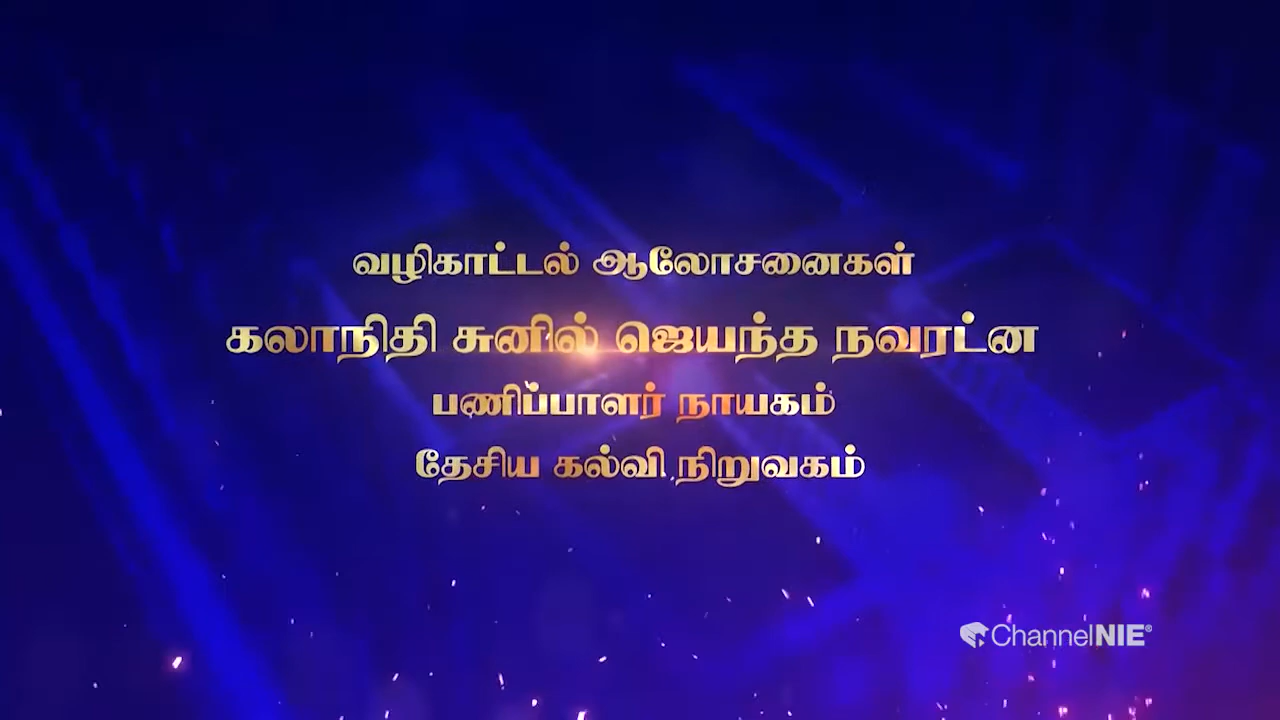 வழிகாட்டல் ஆலோசனைகள்
கலாநிதி சுனில் ஜெயந்த நவரட்ன
பணிப்பாளர் நாயகம்
தேசிய கல்வி நிறுவகம்
ChannelNIE®